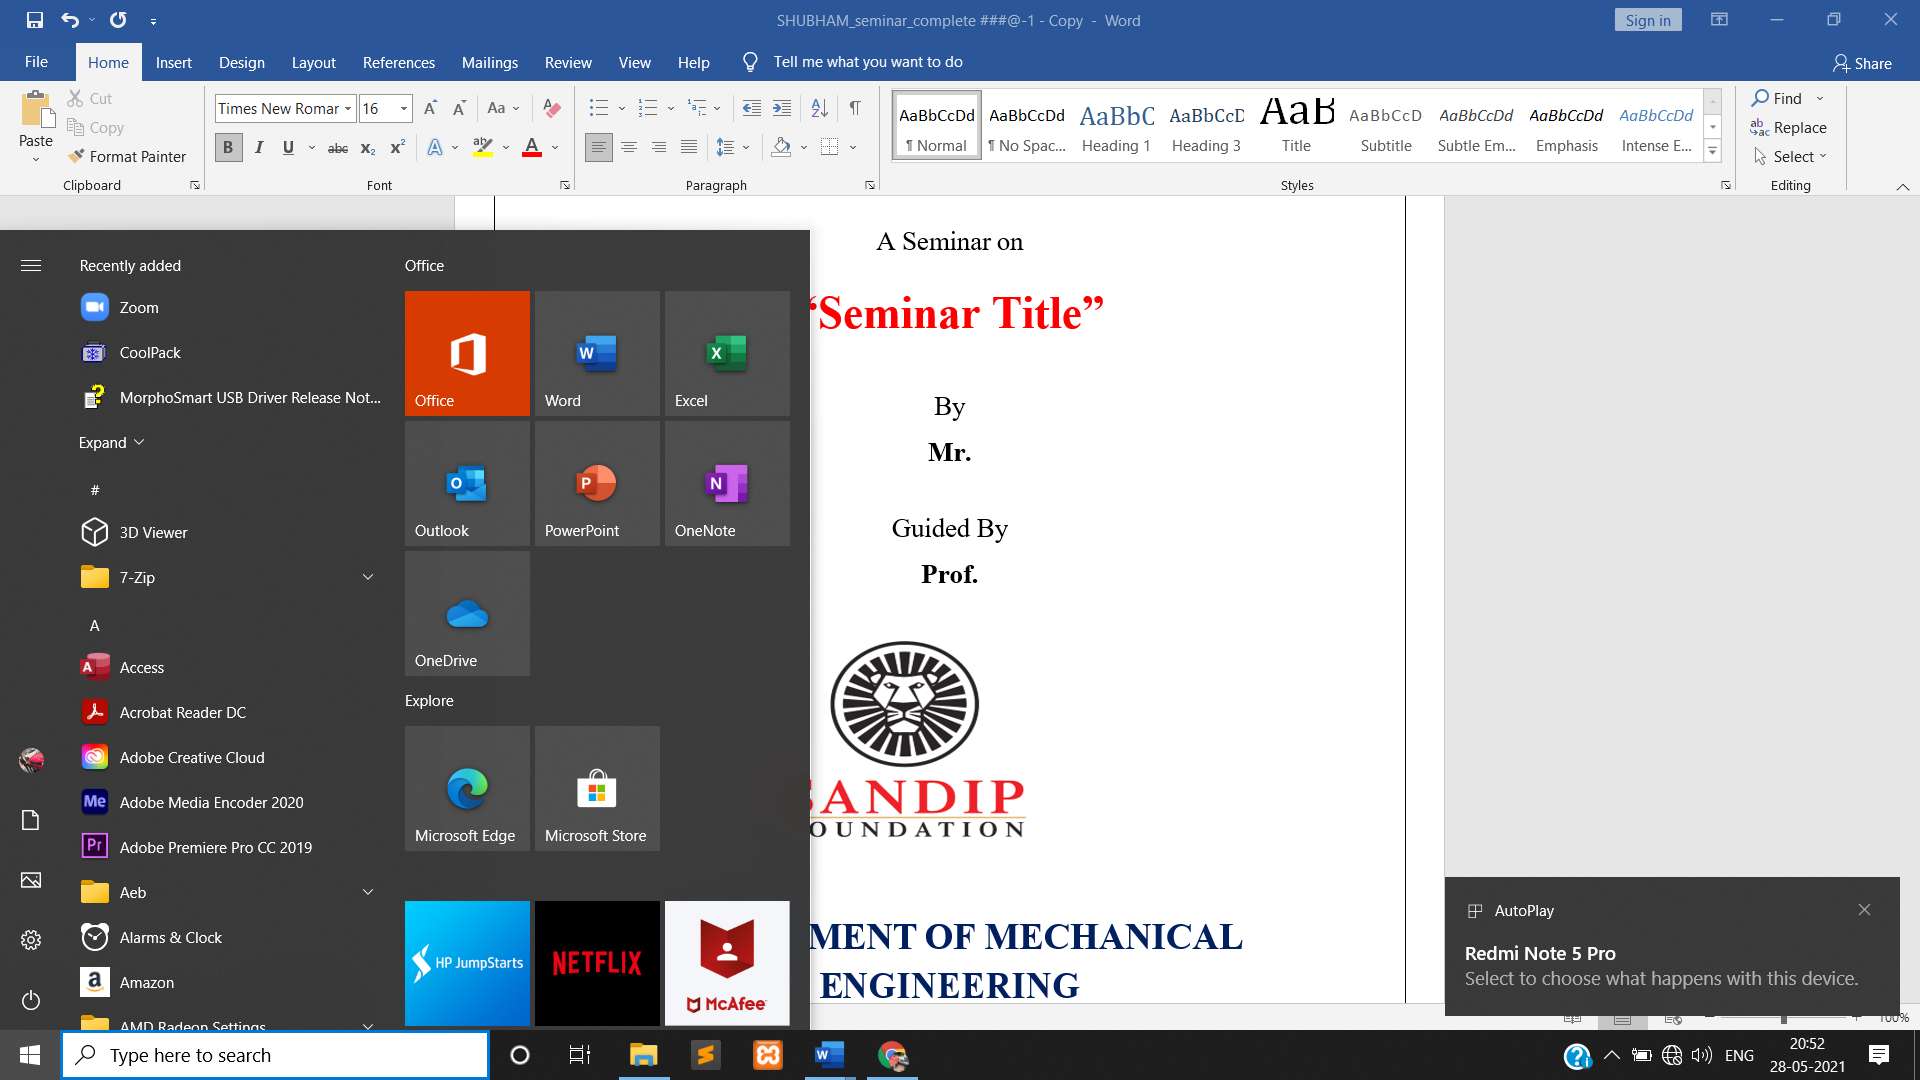 SHUBHAM_seminar_complete ###@-1 - Copy - Word
Sign in
File Home Insert Design Layout References Mailings Review View Help Tell me what you want to do
Share
Paste
Cut
Copy
Format Painter
Clipboard
Times New Romar 16
Aa
B I U abc x₂ x² A ab A
Font
Paragraph
AaBbCcDd AaBbCcDd AaBbC AaBbCcD AaB AaBbCcD AaBbCcDd AaBbCcDd AaBbCcDd
¶ Normal ¶ No Spac... Heading 1 Heading 3 Title Subtitle Subtle Em... Emphasis Intense E...
Styles
Find
Replace
Select
Editing
A Seminar on
“Seminar Title”
By
Mr.
Guided By
Prof.
SANDIP
OUNDATION
MENT OF MECHANICAL
ENGINEERING
Recently added
Zoom
CoolPack
MorphoSmart USB Driver Release Not...
Expand
#
3D Viewer
7-Zip
A
Access
Acrobat Reader DC
Adobe Creative Cloud
Adobe Media Encoder 2020
Adobe Premiere Pro CC 2019
Aeb
Alarms & Clock
Amazon
AMD Radeon Settings
Office
Office
Word
Excel
Outlook
PowerPoint
OneNote
OneDrive
Explore
Microsoft Edge
Microsoft Store
HP JumpStarts
NETFLIX
McAfee
AutoPlay
Redmi Note 5 Pro
Select to choose what happens with this device.
100%
Type here to search
ENG
20:52
28-05-2021